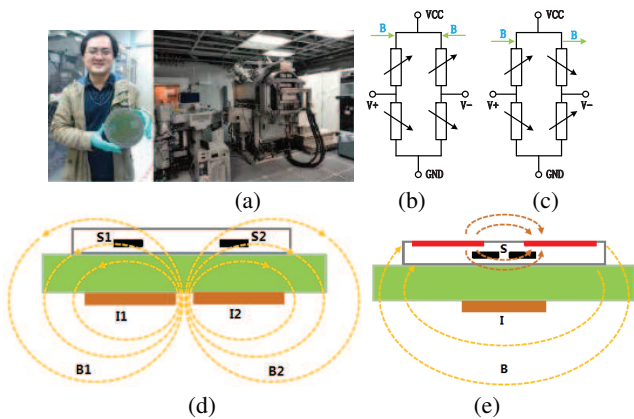 VCC
B
B
V+
V-
GND
VCC
B
B
V+
V-
GND
(a)
(b)
(c)
S1
S2
I1
I2
B1
B2
(d)
S
I
B
(e)